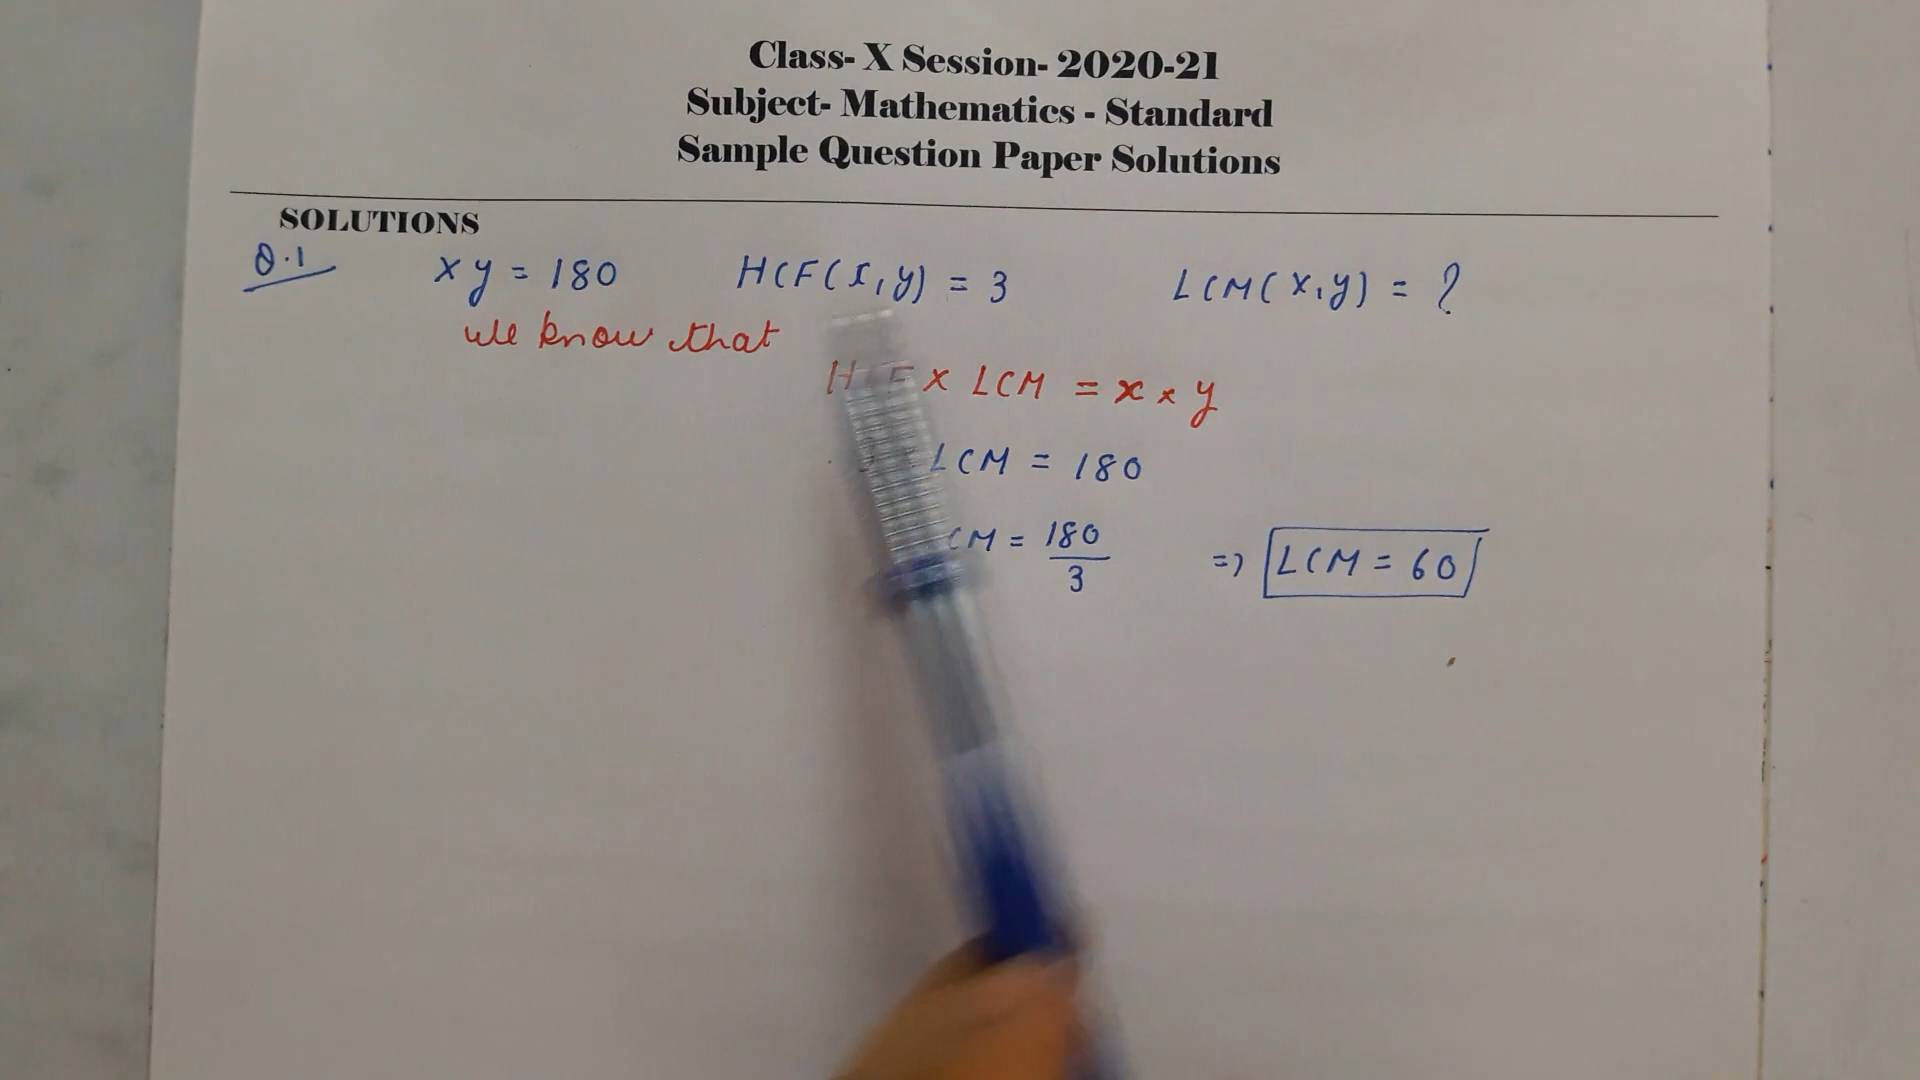 Class- X Session- 2020-21
Subject- Mathematics - Standard
Sample Question Paper Solutions
SOLUTIONS
Q.1 xy = 180 HCF(x,y) = 3 LCM(x,y) = ?
We know that
x LCM = x × y
LCM = 180
= 180/3 => LCM = 60